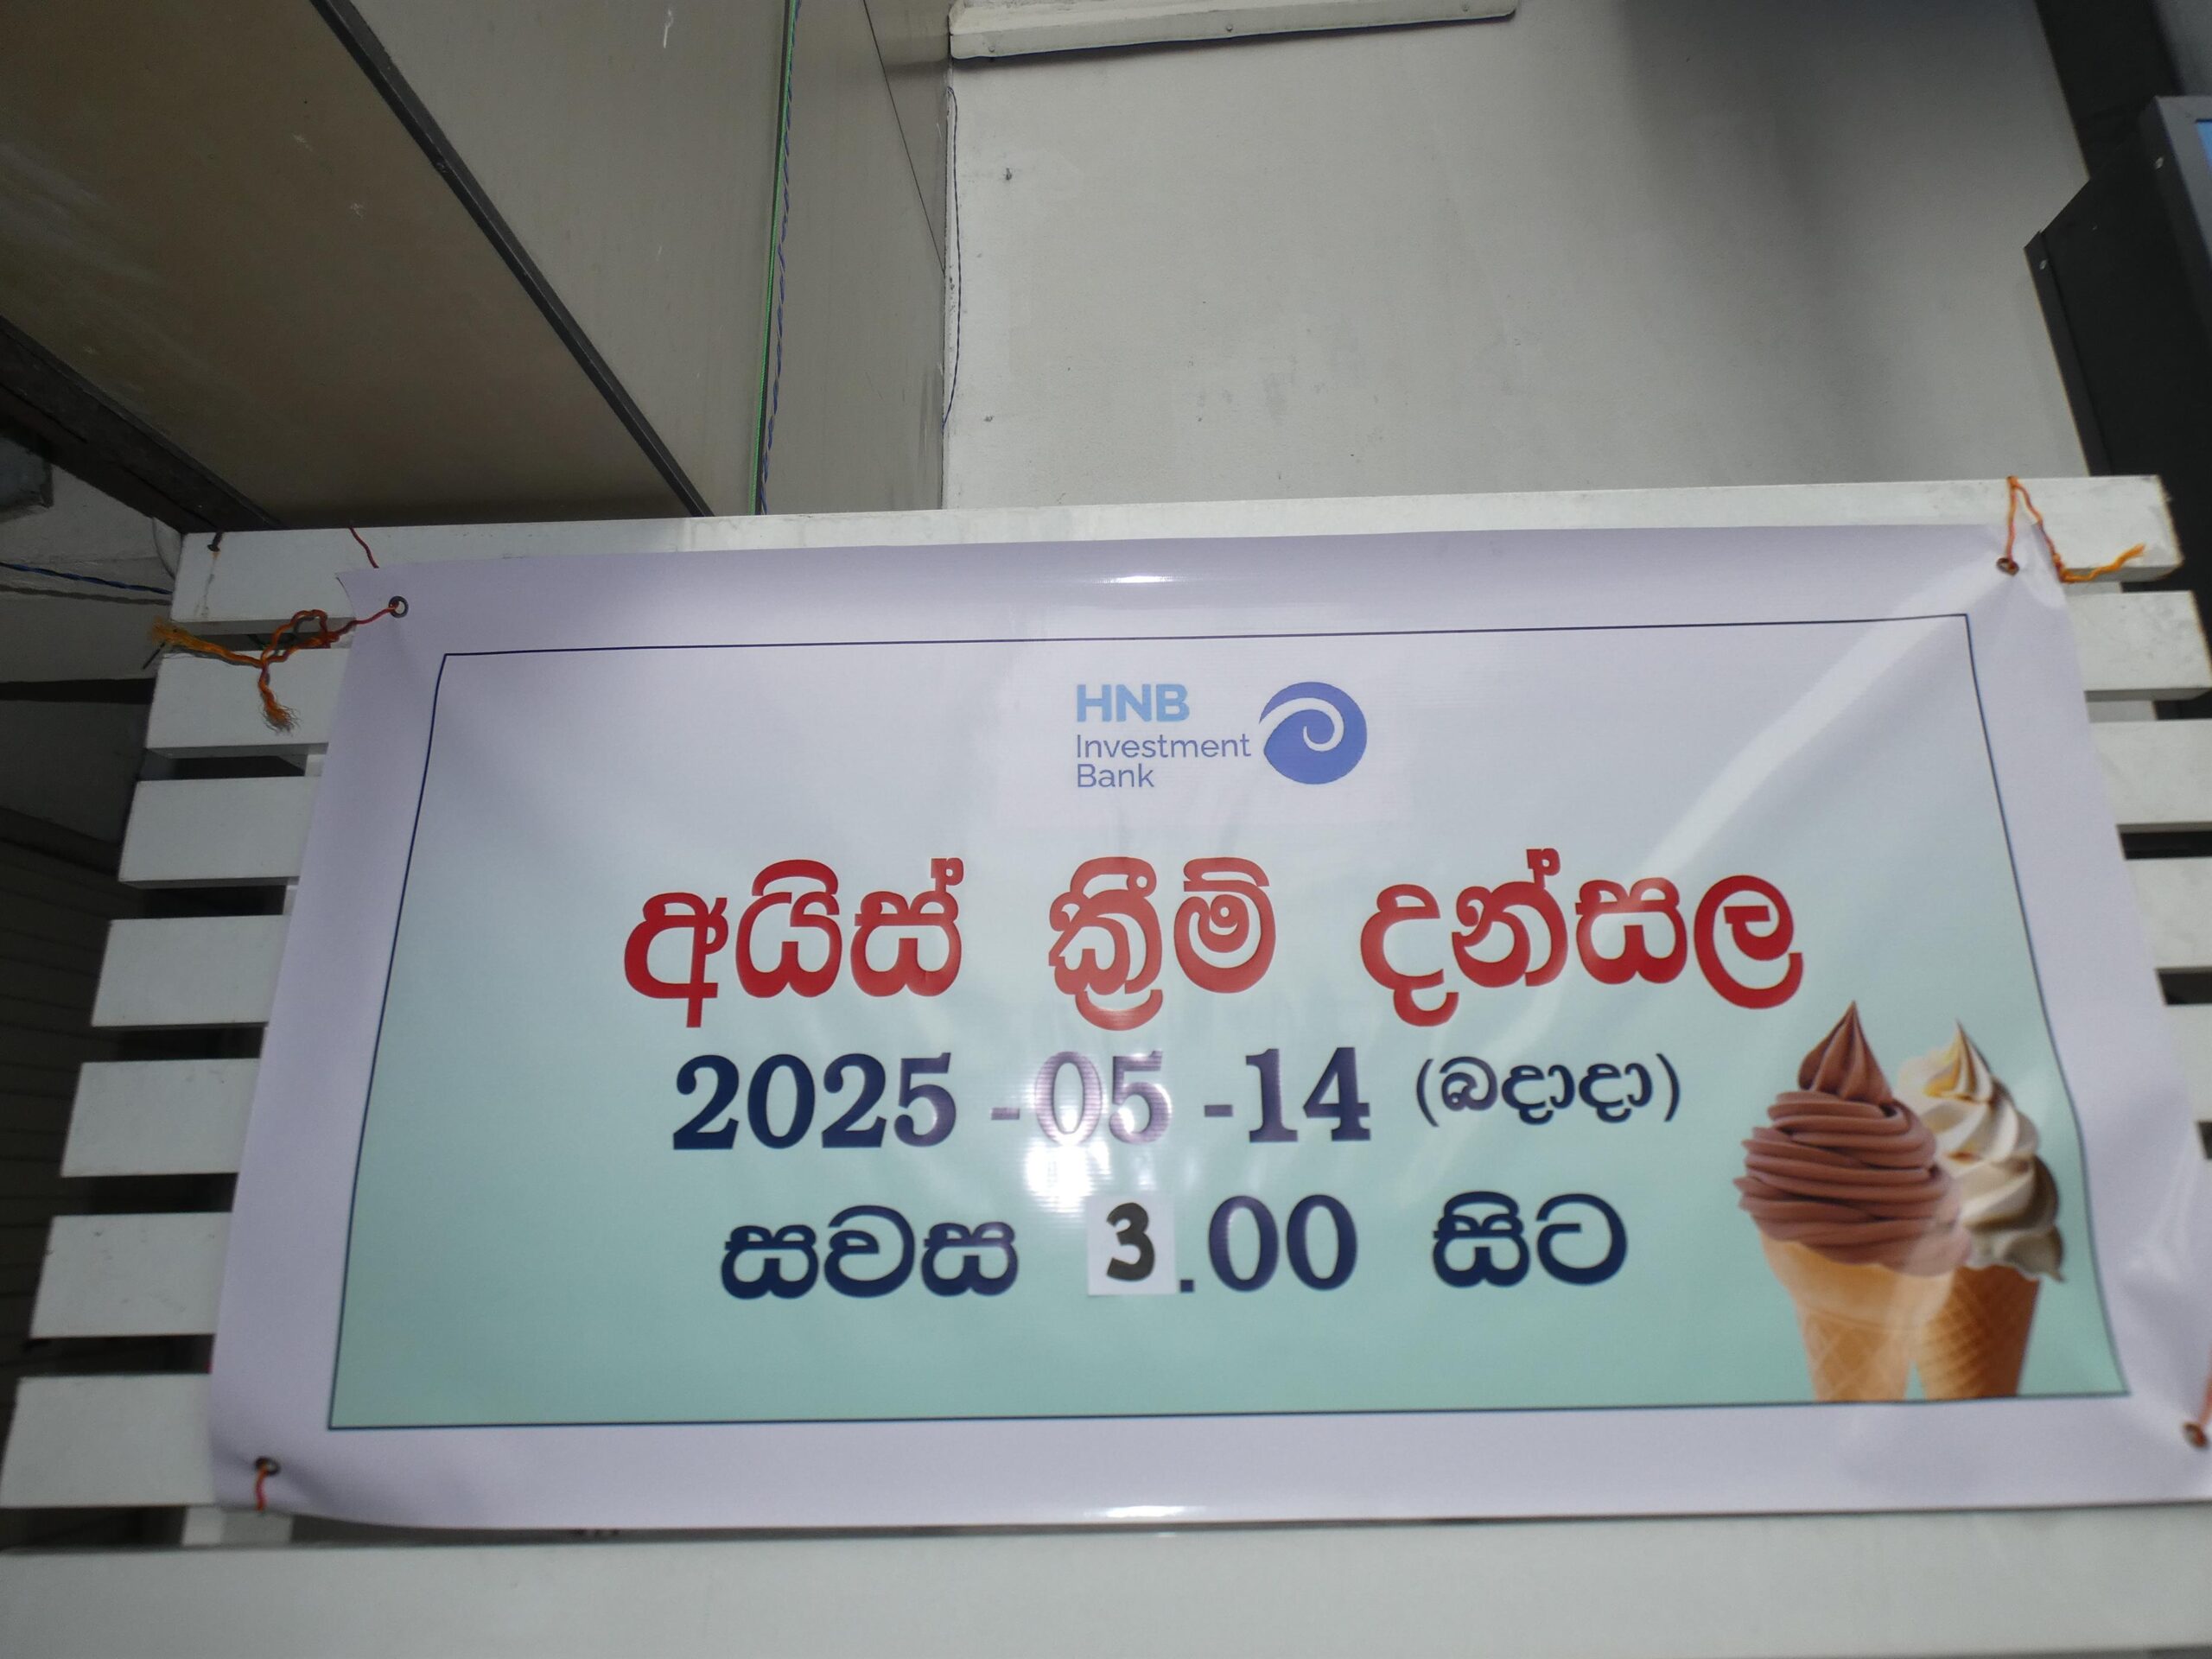 HNB
Investment
Bank
අයිස් ක්‍රීම් දන්සල
2025 -05 -14 (බදාදා)
සවස 3.00 සිට